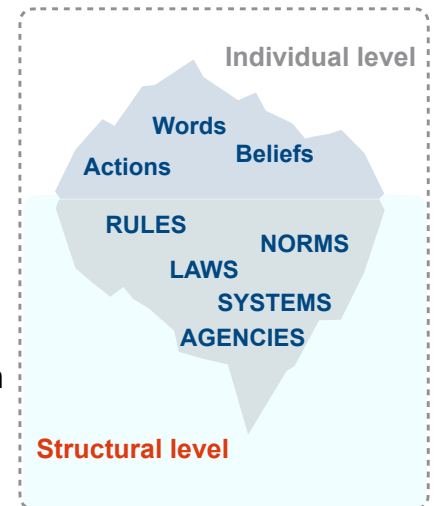 Individual level
Words
Beliefs
Actions
RULES
NORMS
LAWS
SYSTEMS
AGENCIES
Structural level